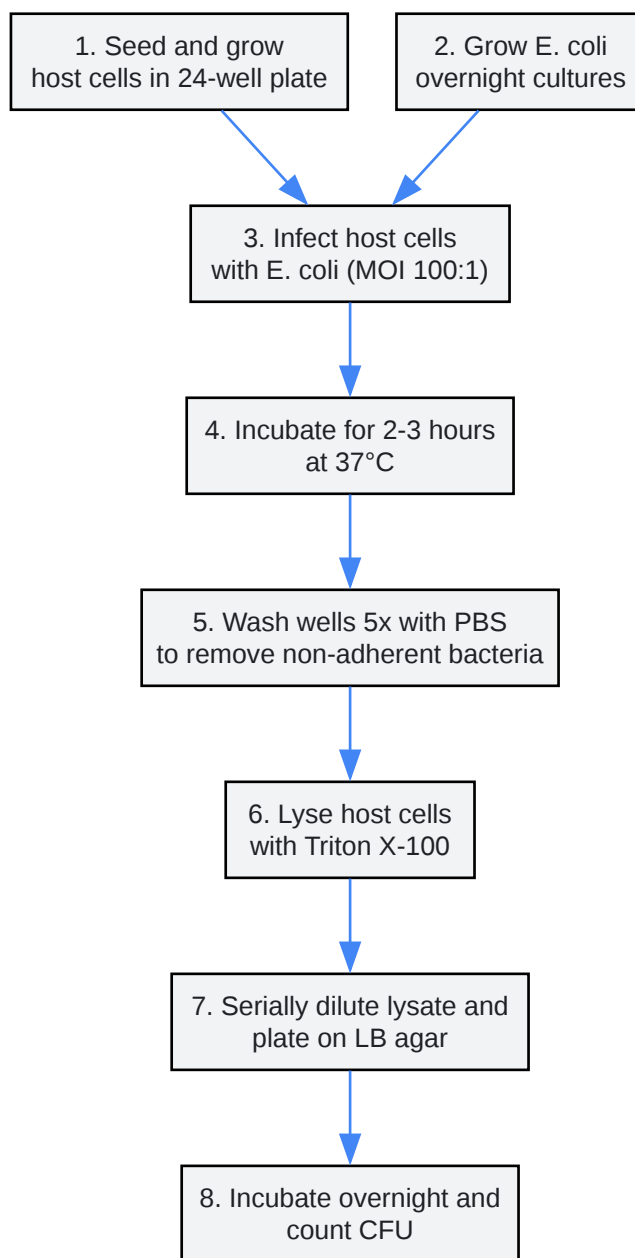 1. Seed and grow
host cells in 24-well plate
2. Grow E. coli
overnight cultures
3. Infect host cells
with E. coli (MOI 100:1)
4. Incubate for 2-3 hours
at 37°C
5. Wash wells 5x with PBS
to remove non-adherent bacteria
6. Lyse host cells
with Triton X-100
7. Serially dilute lysate and
plate on LB agar
8. Incubate overnight and
count CFU